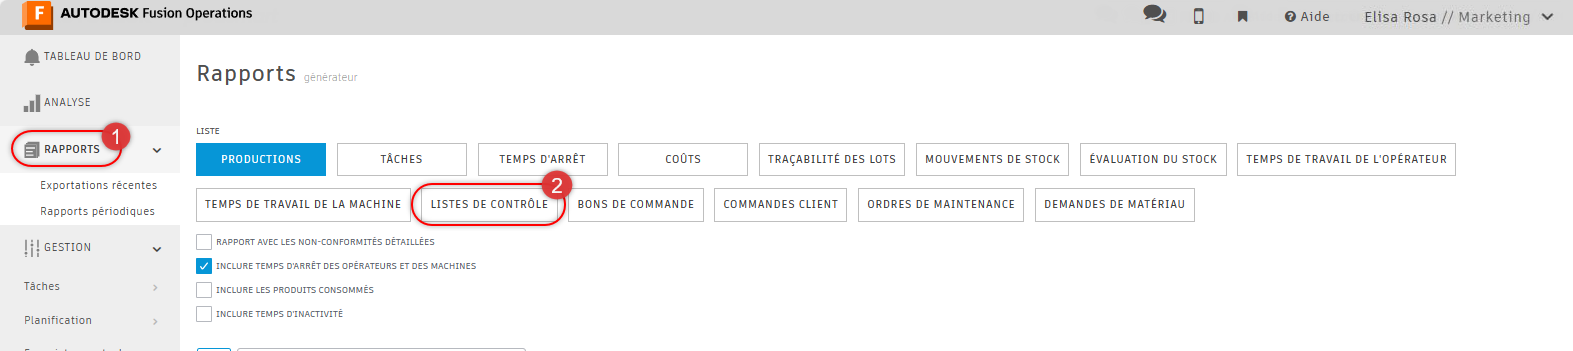 F AUTODESK Fusion Operations
Aide
Elisa Rosa // Marketing
TABLEAU DE BORD
ANALYSE
RAPPORTS
1
Exportations récentes
Rapports périodiques
GESTION
Tâches
Planification
Rapports générateur
LISTE
PRODUCTIONS TÂCHES TEMPS D'ARRÊT COÛTS TRAÇABILITÉ DES LOTS MOUVEMENTS DE STOCK ÉVALUATION DU STOCK TEMPS DE TRAVAIL DE L'OPÉRATEUR
2
TEMPS DE TRAVAIL DE LA MACHINE LISTES DE CONTRÔLE BONS DE COMMANDE COMMANDES CLIENT ORDRES DE MAINTENANCE DEMANDES DE MATÉRIAU
RAPPORT AVEC LES NON-CONFORMITÉS DÉTAILLÉES
INCLURE TEMPS D'ARRÊT DES OPÉRATEURS ET DES MACHINES
INCLURE LES PRODUITS CONSOMMÉS
INCLURE TEMPS D'INACTIVITÉ